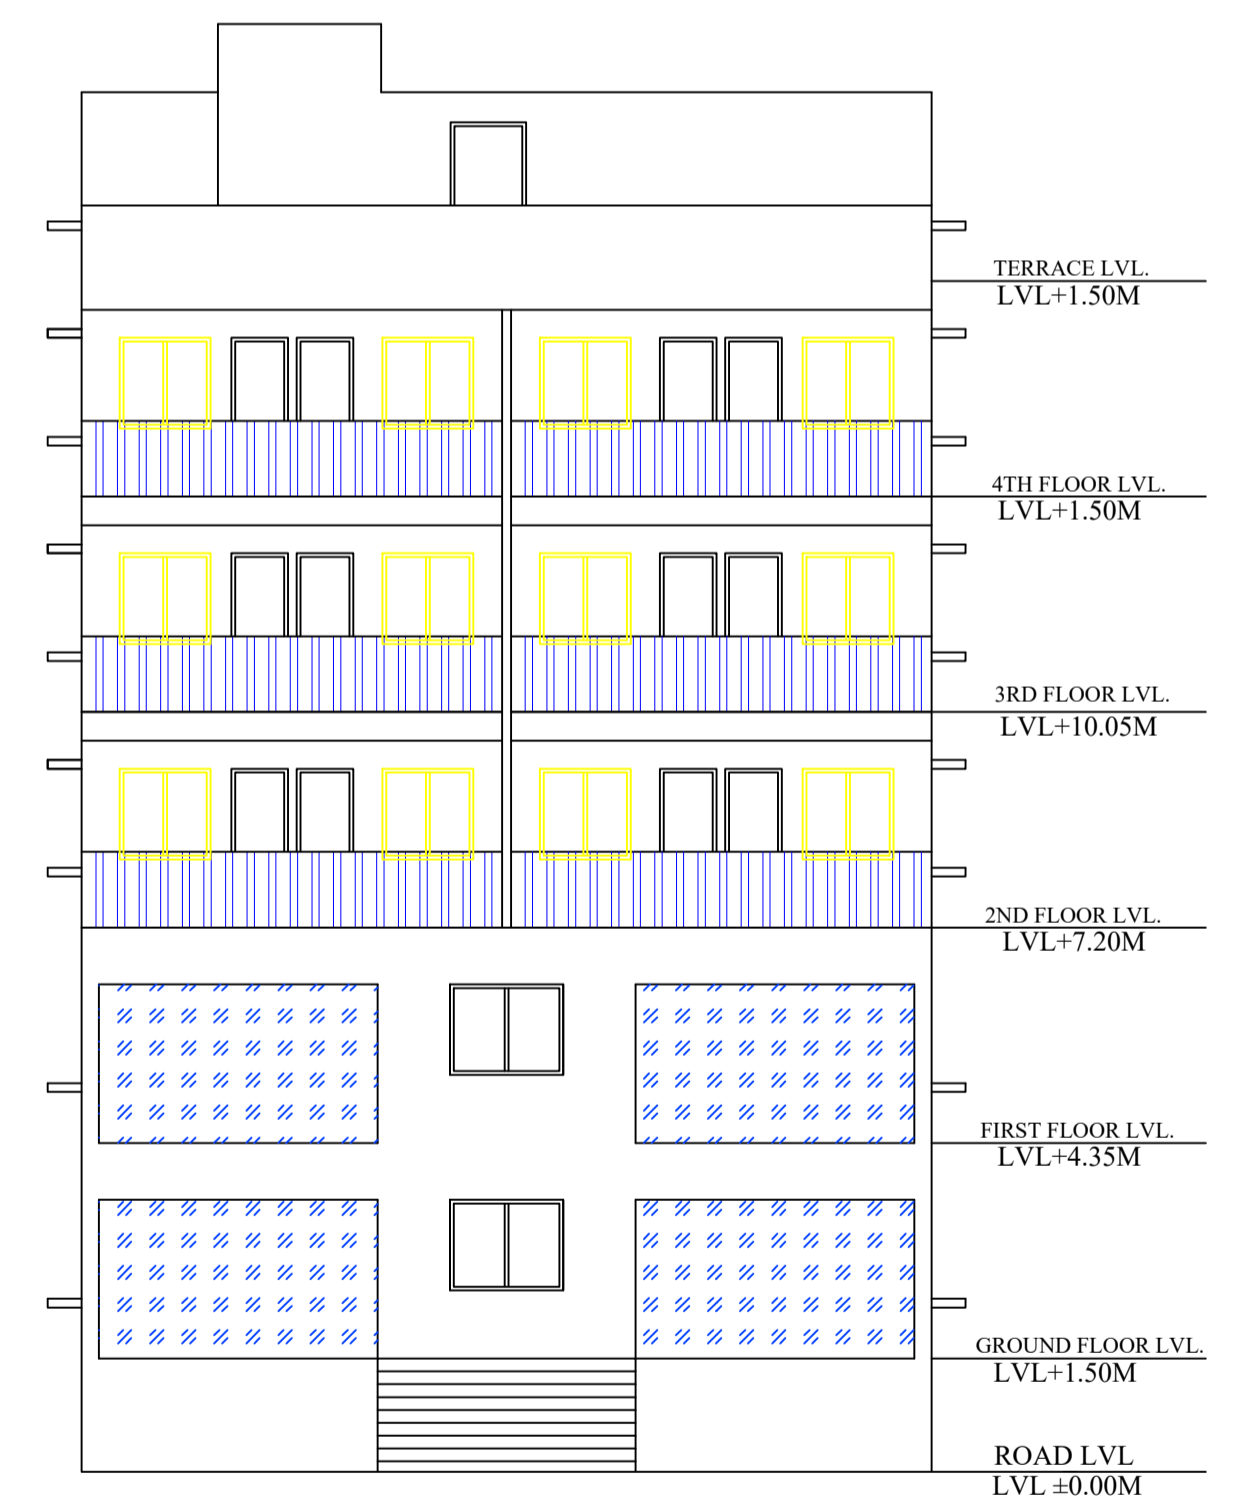 TERRACE LVL.
LVL+1.50M
4TH FLOOR LVL.
LVL+1.50M
3RD FLOOR LVL.
LVL+10.05M
2ND FLOOR LVL.
LVL+7.20M
FIRST FLOOR LVL.
LVL+4.35M
GROUND FLOOR LVL.
LVL+1.50M
ROAD LVL
LVL ±0.00M